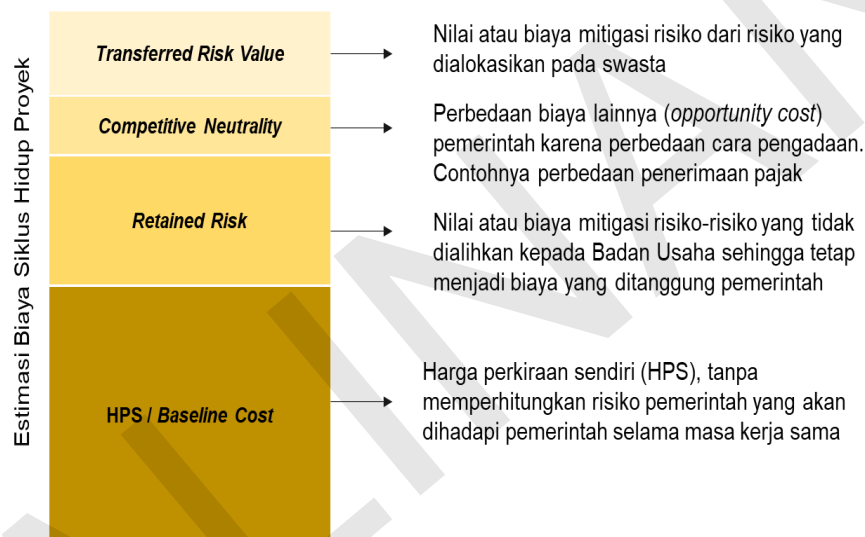 Estimasi Biaya Siklus Hidup Proyek
Transferred Risk Value
Nilai atau biaya mitigasi risiko dari risiko yang
dialokasikan pada swasta
Competitive Neutrality
Perbedaan biaya lainnya (opportunity cost)
pemerintah karena perbedaan cara pengadaan.
Contohnya perbedaan penerimaan pajak
Retained Risk
Nilai atau biaya mitigasi risiko-risiko yang tidak
dialihkan kepada Badan Usaha sehingga tetap
menjadi biaya yang ditanggung pemerintah
HPS / Baseline Cost
Harga perkiraan sendiri (HPS), tanpa
memperhitungkan risiko pemerintah yang akan
dihadapi pemerintah selama masa kerja sama